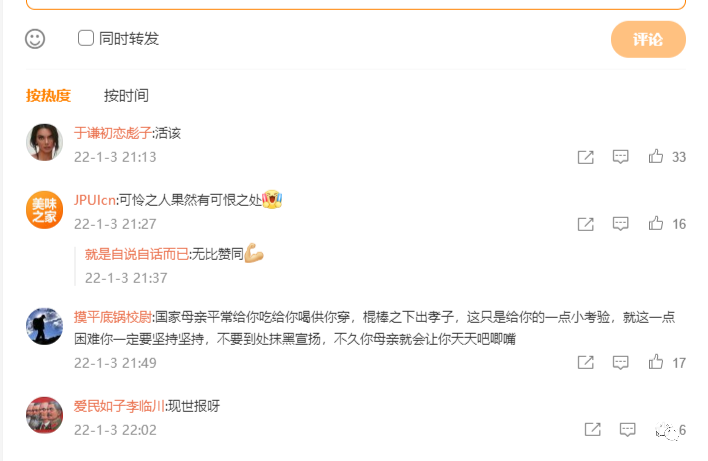 同时转发
评论
按热度 按时间
于谦初恋彪子:活该
22-1-3 21:13
33
美味之家
JPUIcn:可怜之人果然有可恨之处
22-1-3 21:27
16
就是自说自话而已:无比赞同
22-1-3 21:37
摸平底锅校尉:国家母亲平常给你吃给你喝供你穿，棍棒之下出孝子，这只是给你的一点小考验，就这一点
困难你一定要坚持坚持，不要到处抹黑宣扬，不久你母亲就会让你天天吧唧嘴
22-1-3 21:49
17
爱民如子李临川:现世报呀
22-1-3 22:02
6